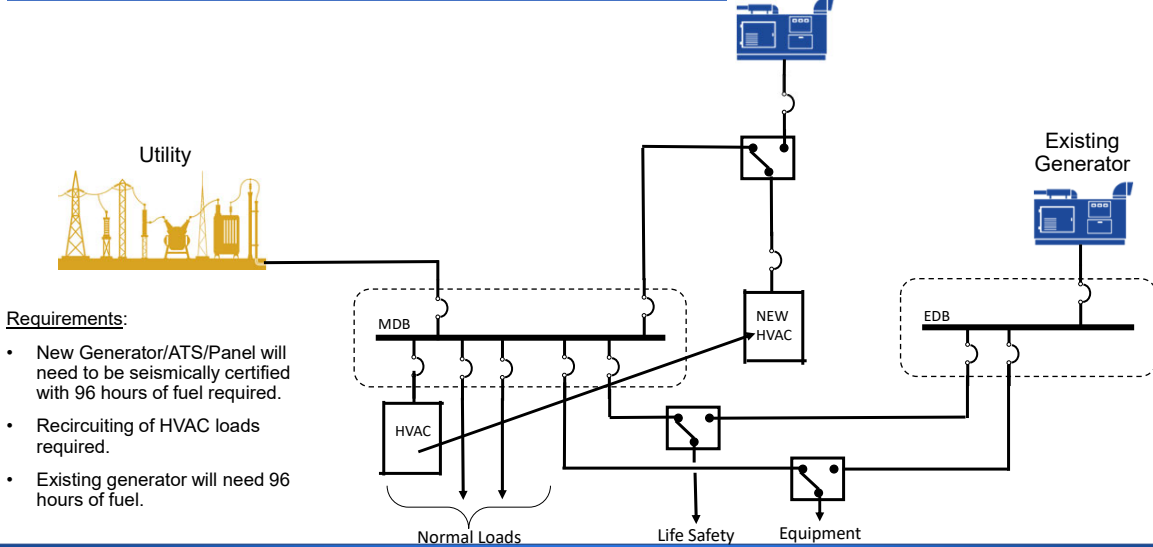 Utility
Existing
Generator
MDB
NEW
HVAC
EDB
Requirements:
• New Generator/ATS/Panel will
need to be seismically certified
with 96 hours of fuel required.
• Recircuiting of HVAC loads
required.
• Existing generator will need 96
hours of fuel.
HVAC
Normal Loads
Life Safety
Equipment